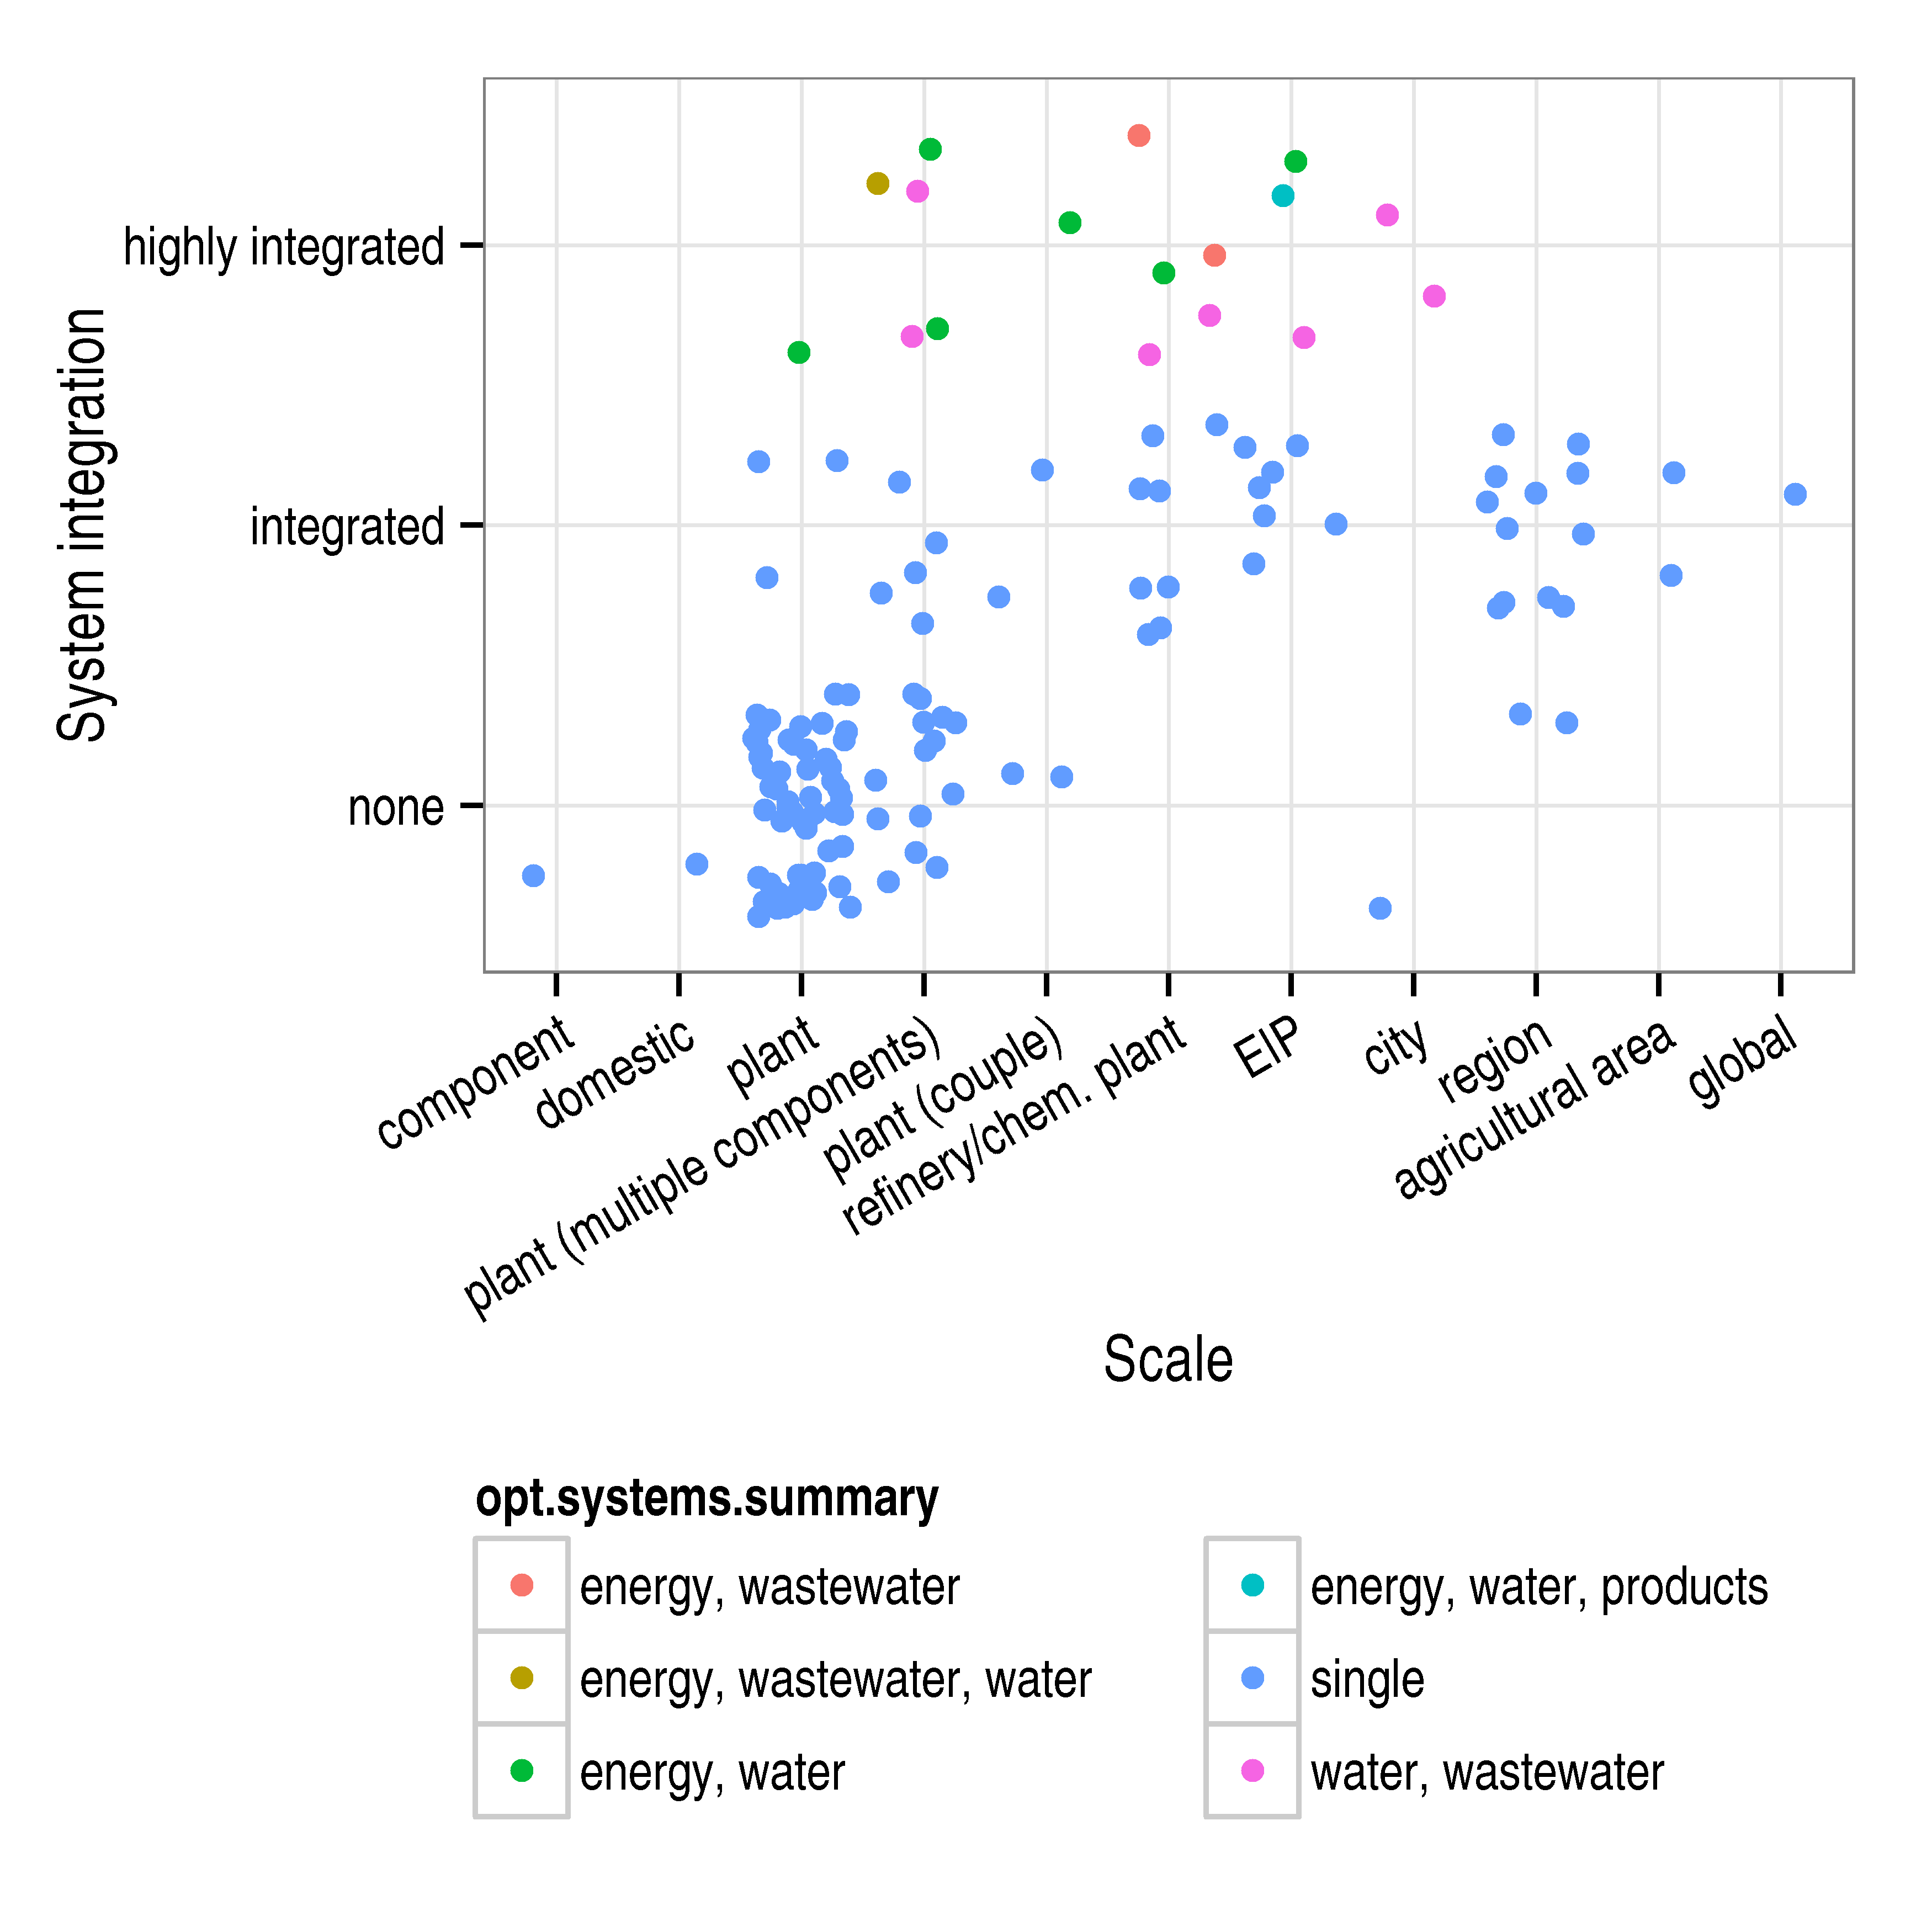 System integration
highly integrated
integrated
none
component
domestic
plant
plant (multiple components)
plant (couple)
refinery/chem. plant
EIP
city
region
agricultural area
global
Scale
opt.systems.summary
energy, wastewater
energy, wastewater, water
energy, water
energy, water, products
single
water, wastewater